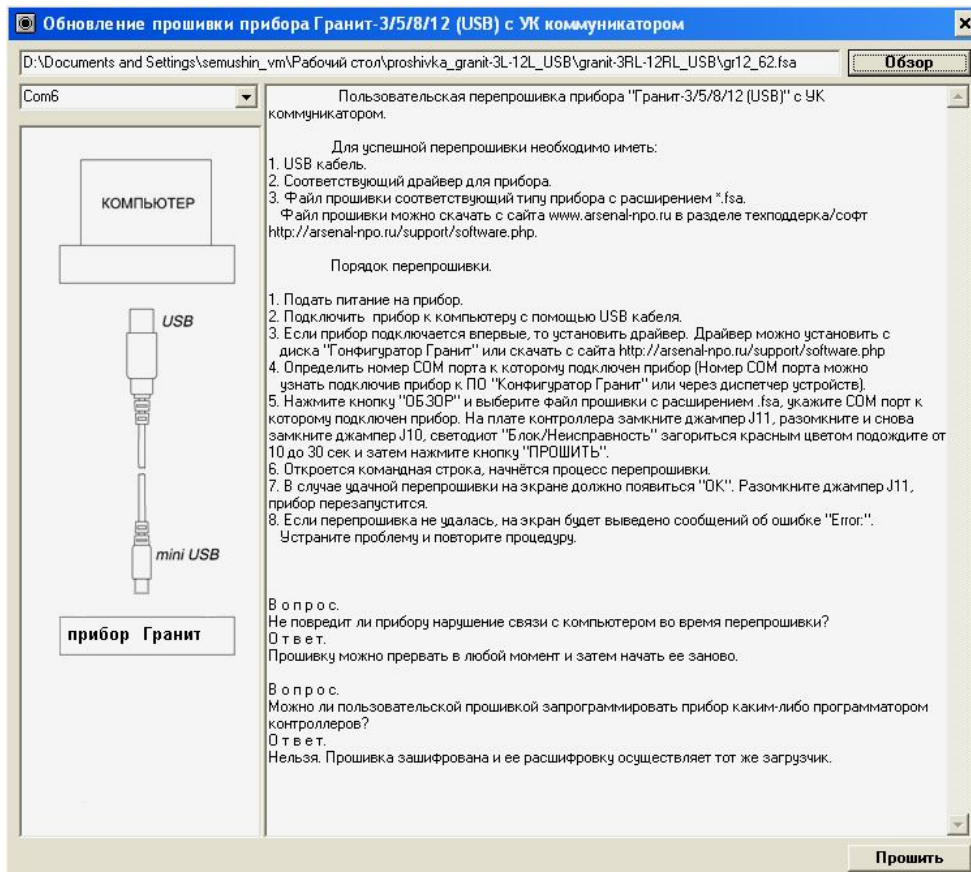 Обновление прошивки прибора Гранит-3/5/8/12 (USB) с УК коммуникатором
D:\Documents and Settings\semushin_vm\Рабочий стол\proshivka_granit-3L-12L_USB\granit-3RL-12RL_USB\gr12_62.fsa
Обзор
Com6
КОМПЬЮТЕР
USB
mini USB
прибор Гранит
Пользовательская перепрошивка прибора "Гранит-3/5/8/12 (USB)" с УК
коммуникатором.
Для успешной перепрошивки необходимо иметь:
1. USB кабель.
2. Соответствующий драйвер для прибора.
3. Файл прошивки соответствующий типу прибора с расширением *.fsa.
Файл прошивки можно скачать с сайта www.arsenal-npo.ru в разделе техподдержка/софт
http://arsenal-npo.ru/support/software.php.
Порядок перепрошивки.
1. Подать питание на прибор.
2. Подключить прибор к компьютеру с помощью USB кабеля.
3. Если прибор подключается впервые, то установить драйвер. Драйвер можно установить с
диска "Гонфигуратор Гранит" или скачать с сайта http://arsenal-npo.ru/support/software.php
4. Определить номер COM порта к которому подключен прибор (Номер COM порта можно
узнать подключив прибор к ПО "Конфигуратор Гранит" или через диспетчер устройств).
5. Нажмите кнопку "ОБЗОР" и выберите файл прошивки с расширением .fsa, укажите COM порт к
которому подключен прибор. На плате контроллера замкните джампер J11, разомкните и снова
замкните джампер J10, светодиот "Блок/Неисправность" загориться красным цветом подождите от
10 до 30 сек и затем нажмите кнопку "ПРОШИТЬ".
6. Откроется командная строка, начнётся процесс перепрошивки.
7. В случае удачной перепрошивки на экране должно появиться "OK". Разомкните джампер J11,
прибор перезапустится.
8. Если перепрошивка не удалась, на экран будет выведено сообщений об ошибке "Error:".
Устраните проблему и повторите процедуру.
В о п р о с.
Не повредит ли прибору нарушение связи с компьютером во время перепрошивки?
О т в е т.
Прошивку можно прервать в любой момент и затем начать ее заново.
В о п р о с.
Можно ли пользовательской прошивкой запрограммировать прибор каким-либо программатором
контроллеров?
О т в е т.
Нельзя. Прошивка зашифрована и ее расшифровку осуществляет тот же загрузчик.
Прошить